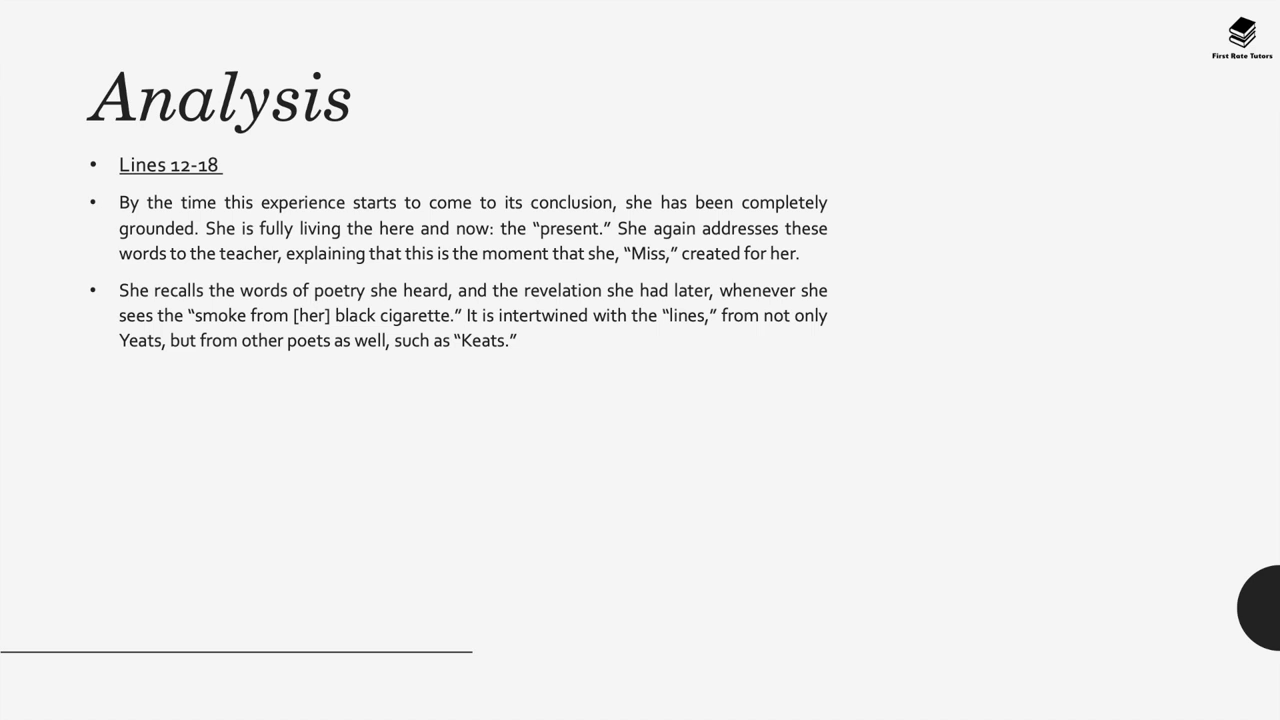 First Rate Tutors
Analysis
• Lines 12-18
• By the time this experience starts to come to its conclusion, she has been completely
grounded. She is fully living the here and now: the “present.” She again addresses these
words to the teacher, explaining that this is the moment that she, “Miss,” created for her.
• She recalls the words of poetry she heard, and the revelation she had later, whenever she
sees the “smoke from [her] black cigarette.” It is intertwined with the “lines,” from not only
Yeats, but from other poets as well, such as “Keats.”